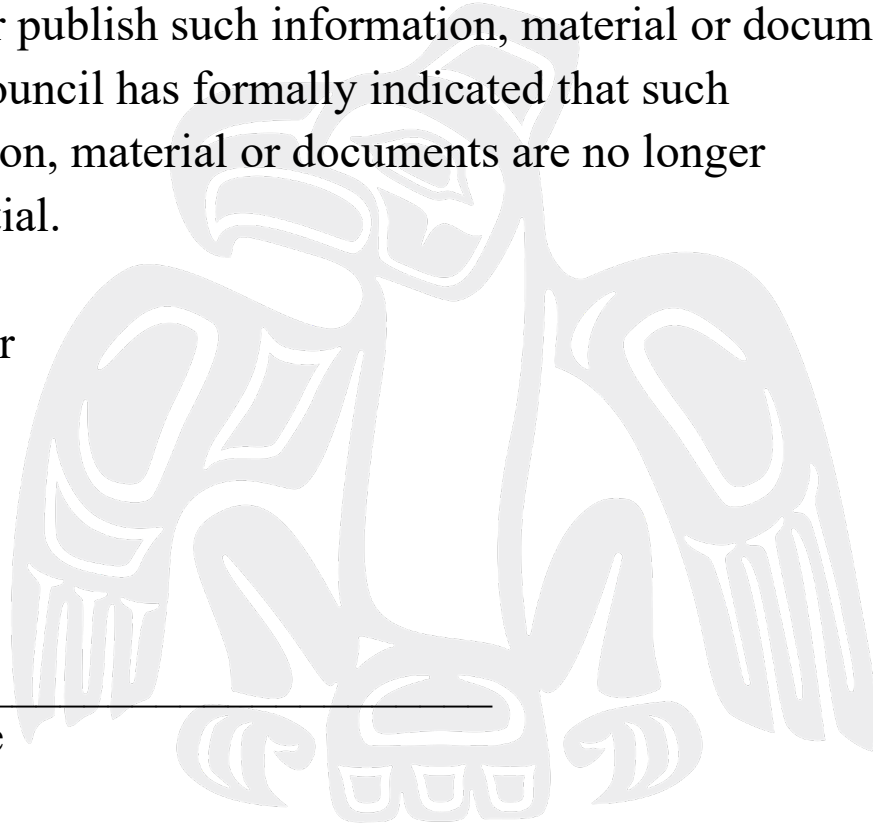 r publish such information, material or docum
ouncil has formally indicated that such
on, material or documents are no longer
tial.
r
e